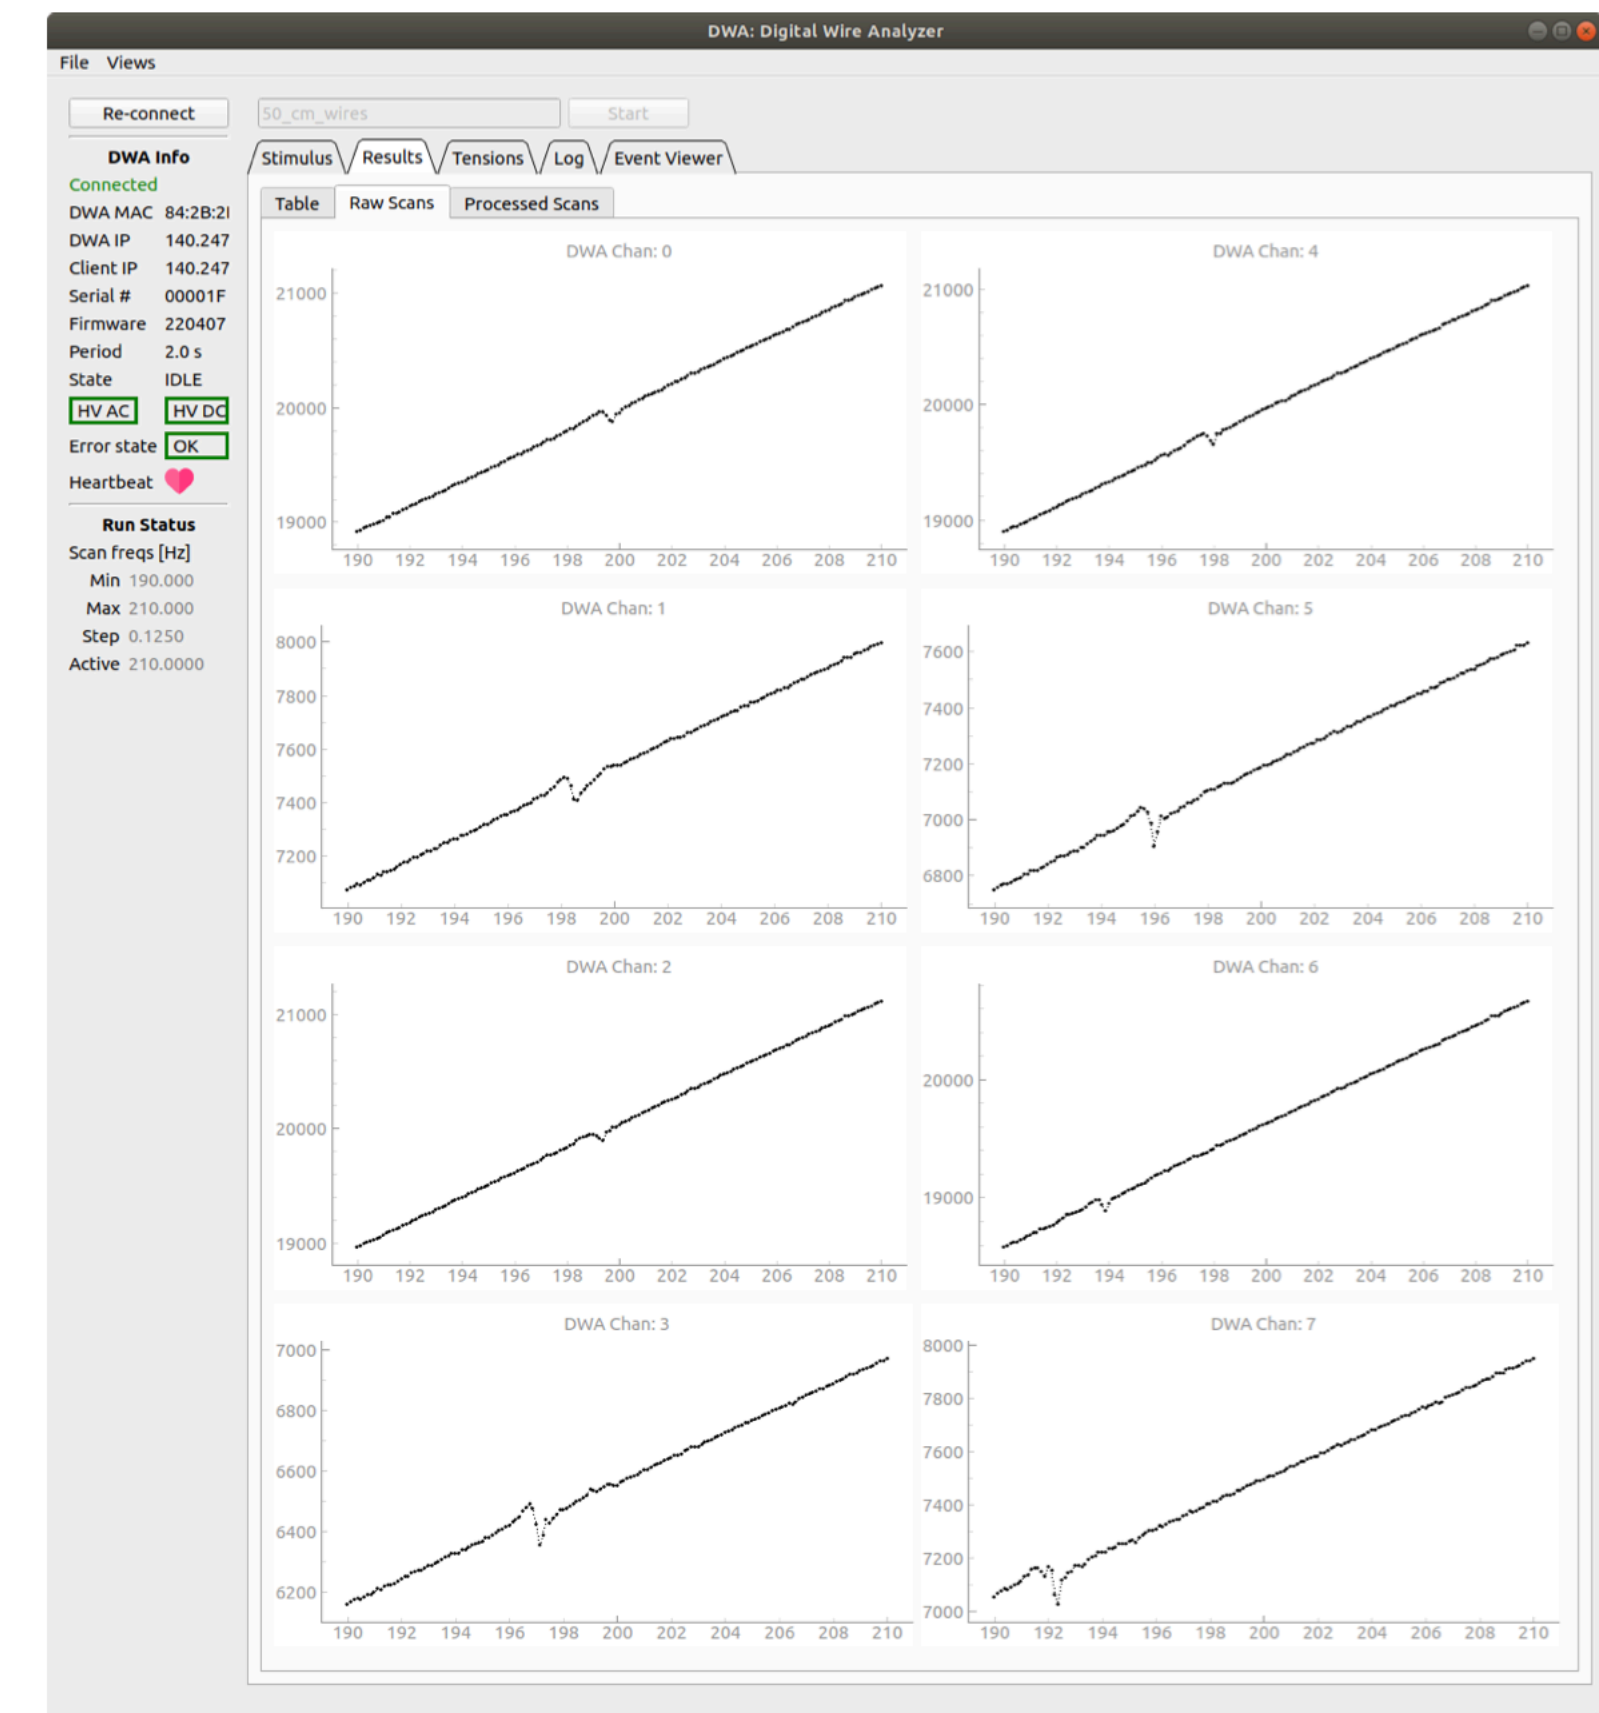 DWA: Digital Wire Analyzer
File Views
Re-connect
50_cm_wires
Start
DWA Info
Connected
DWA MAC 84:2B:2
DWA IP 140.247
Client IP 140.247
Serial # 00001F
Firmware 220407
Period 2.0 s
State IDLE
HV AC HV DC
Error state OK
Heartbeat
Run Status
Scan freqs [Hz]
Min 190.000
Max 210.000
Step 0.1250
Active 210.0000
Stimulus Results Tensions Log Event Viewer
Table Raw Scans Processed Scans
DWA Chan: 0
21000
20000
19000
190 192 194 196 198 200 202 204 206 208 210
DWA Chan: 4
21000
20000
19000
190 192 194 196 198 200 202 204 206 208 210
DWA Chan: 1
8000
7800
7600
7400
7200
190 192 194 196 198 200 202 204 206 208 210
DWA Chan: 5
7600
7400
7200
7000
6800
190 192 194 196 198 200 202 204 206 208 210
DWA Chan: 2
21000
20000
19000
190 192 194 196 198 200 202 204 206 208 210
DWA Chan: 6
20000
19000
190 192 194 196 198 200 202 204 206 208 210
DWA Chan: 3
7000
6800
6600
6400
6200
190 192 194 196 198 200 202 204 206 208 210
DWA Chan: 7
8000
7800
7600
7400
7200
7000
190 192 194 196 198 200 202 204 206 208 210